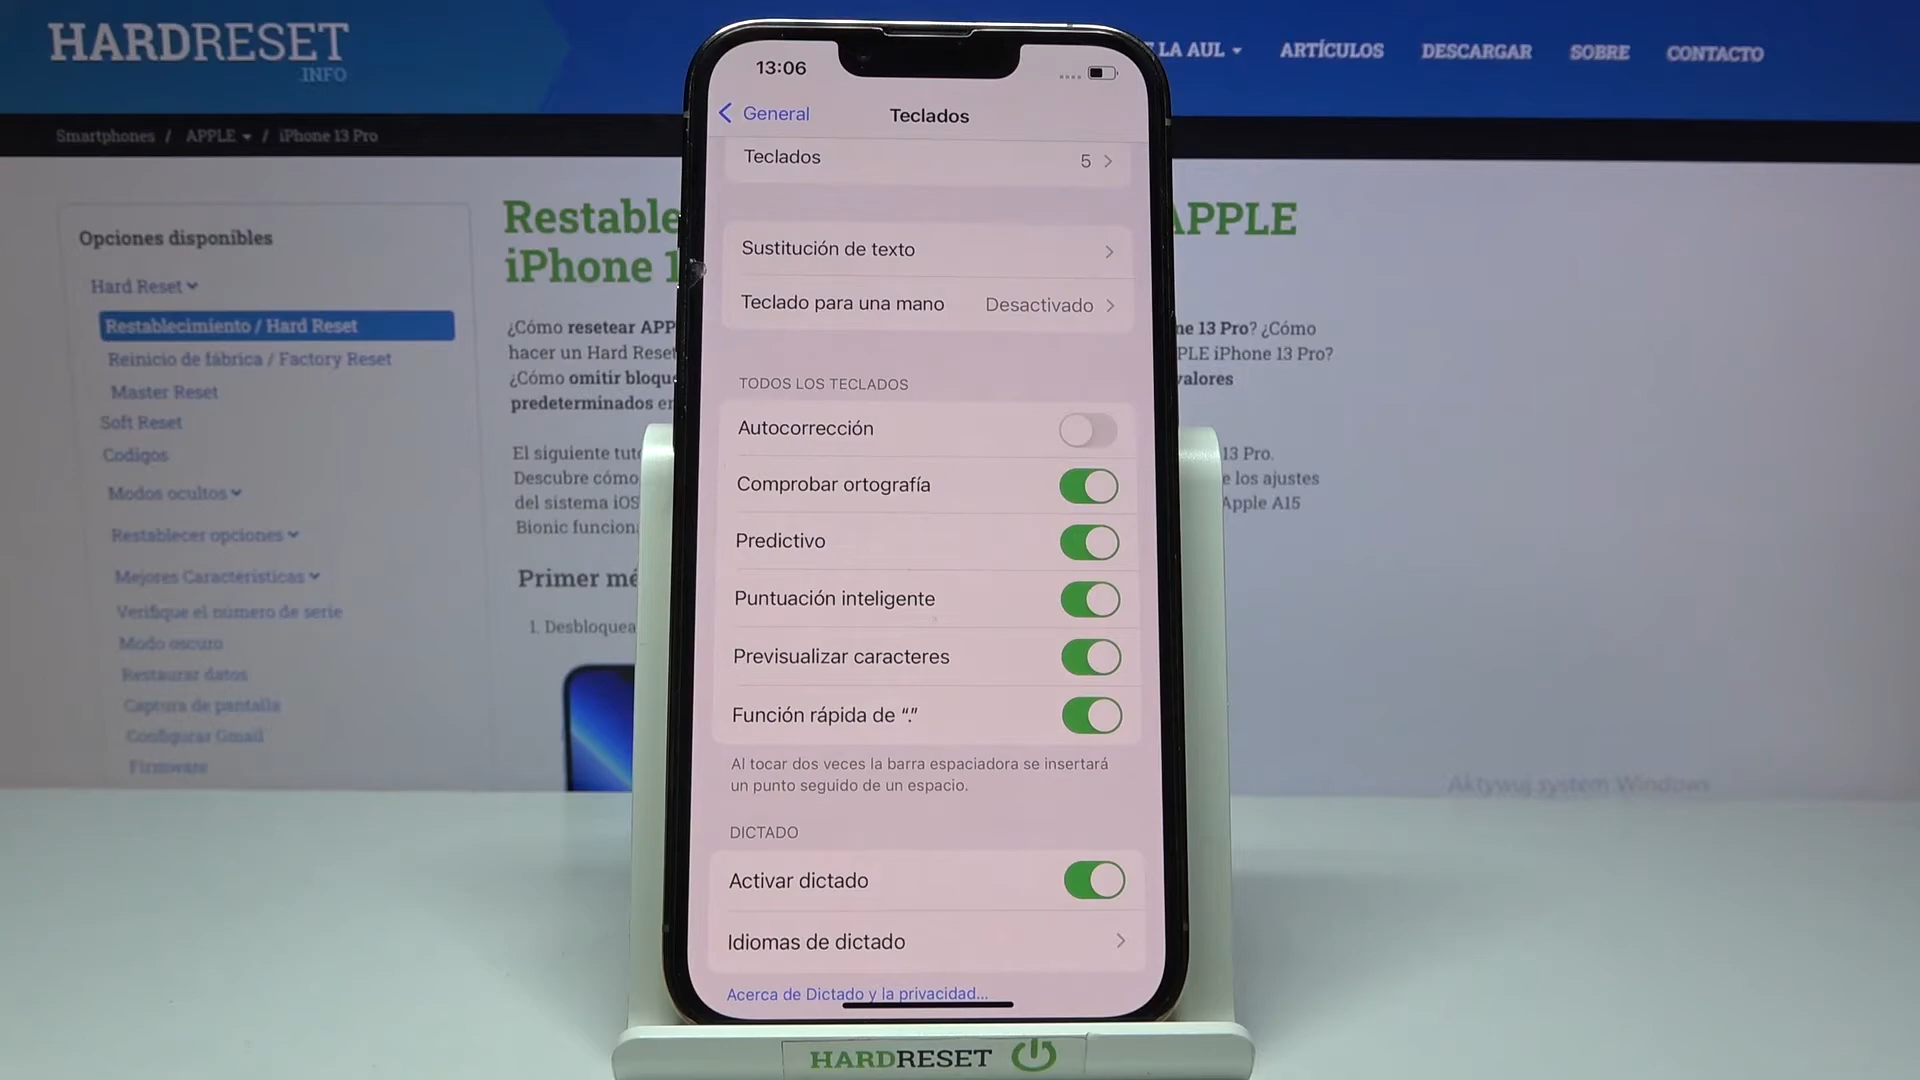 HARDRESET
.INFO
LA AUL
ARTÍCULOS
DESCARGAR
SOBRE
CONTACTO
Smartphones / APPLE / iPhone 13 Pro
Opciones disponibles
Hard Reset
Restablecimiento / Hard Reset
Reinicio de fábrica / Factory Reset
Master Reset
Soft Reset
Codigos
Modos ocultos
Restablecer opciones
Mejores Características
Verifique el número de serie
Modo oscuro
Restaurar datos
Captura de pantalla
Configurar Gmail
Firmware
Restable
APPLE
iPhone 1
¿Cómo resetear APP
ne 13 Pro? ¿Cómo
hacer un Hard Reset
PLE iPhone 13 Pro?
¿Cómo omitir bloqu
valores
predeterminados en
El siguiente tuto
13 Pro.
Descubre cómo
e los ajustes
del sistema iOS
Apple A15
Bionic funcion
Primer mé
1. Desbloquea
13:06
General
Teclados
Teclados 5
Sustitución de texto
Teclado para una mano Desactivado
TODOS LOS TECLADOS
Autocorrección
Comprobar ortografía
Predictivo
Puntuación inteligente
Previsualizar caracteres
Función rápida de “.”
Al tocar dos veces la barra espaciadora se insertará
un punto seguido de un espacio.
DICTADO
Activar dictado
Idiomas de dictado
Acerca de Dictado y la privacidad...
Aktywuj system Windows
HARDRESET